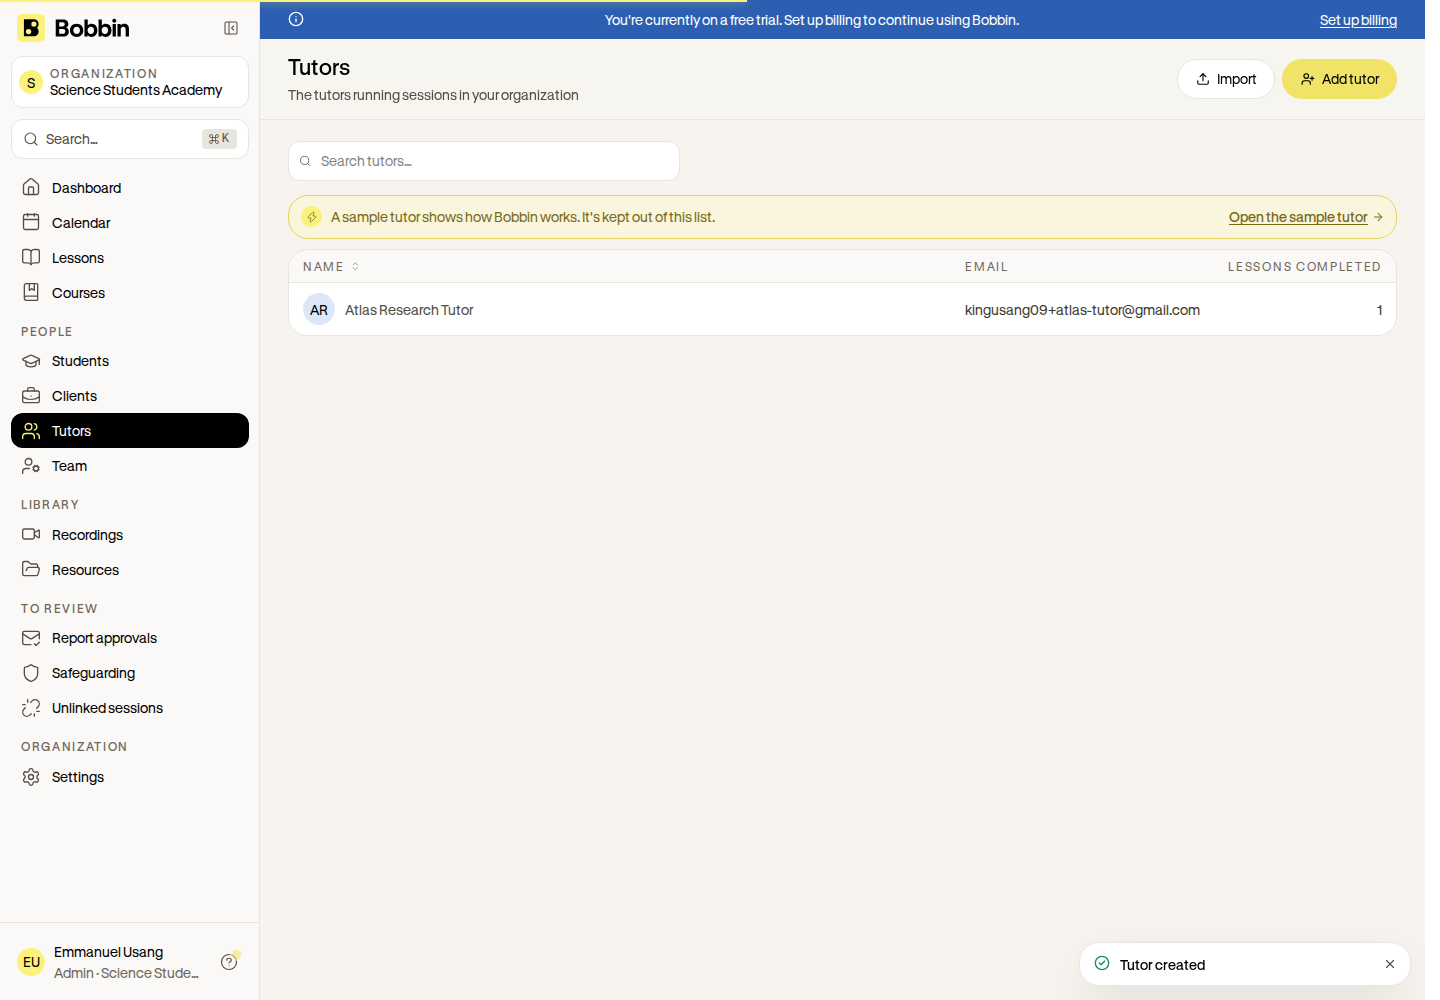 Bobbin
ORGANIZATION
S
Science Students Academy
Search...
⌘ K
Dashboard
Calendar
Lessons
Courses
PEOPLE
Students
Clients
Tutors
Team
LIBRARY
Recordings
Resources
TO REVIEW
Report approvals
Safeguarding
Unlinked sessions
ORGANIZATION
Settings
EU
Emmanuel Usang
Admin · Science Stude...
You're currently on a free trial. Set up billing to continue using Bobbin.
Set up billing
Tutors
The tutors running sessions in your organization
Import
Add tutor
Search tutors...
A sample tutor shows how Bobbin works. It's kept out of this list.
Open the sample tutor →
NAME EMAIL LESSONS COMPLETED
AR Atlas Research Tutor kingusang09+atlas-tutor@gmail.com 1
Tutor created